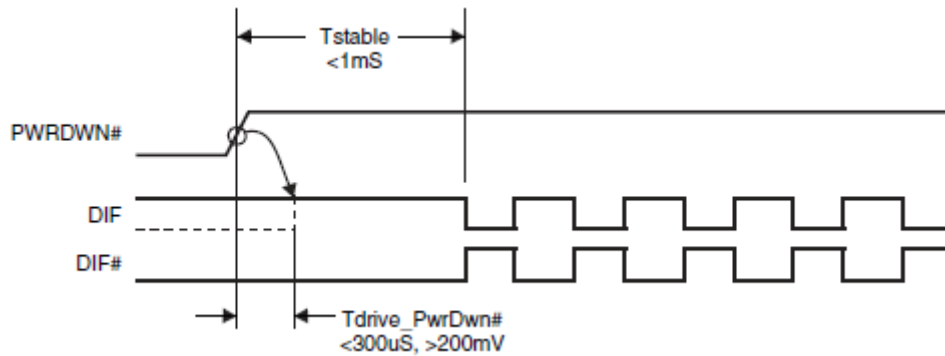 Tstable
<1mS
PWRDWN#
DIF
DIF#
Tdrive_PwrDwn#
<300uS, >200mV